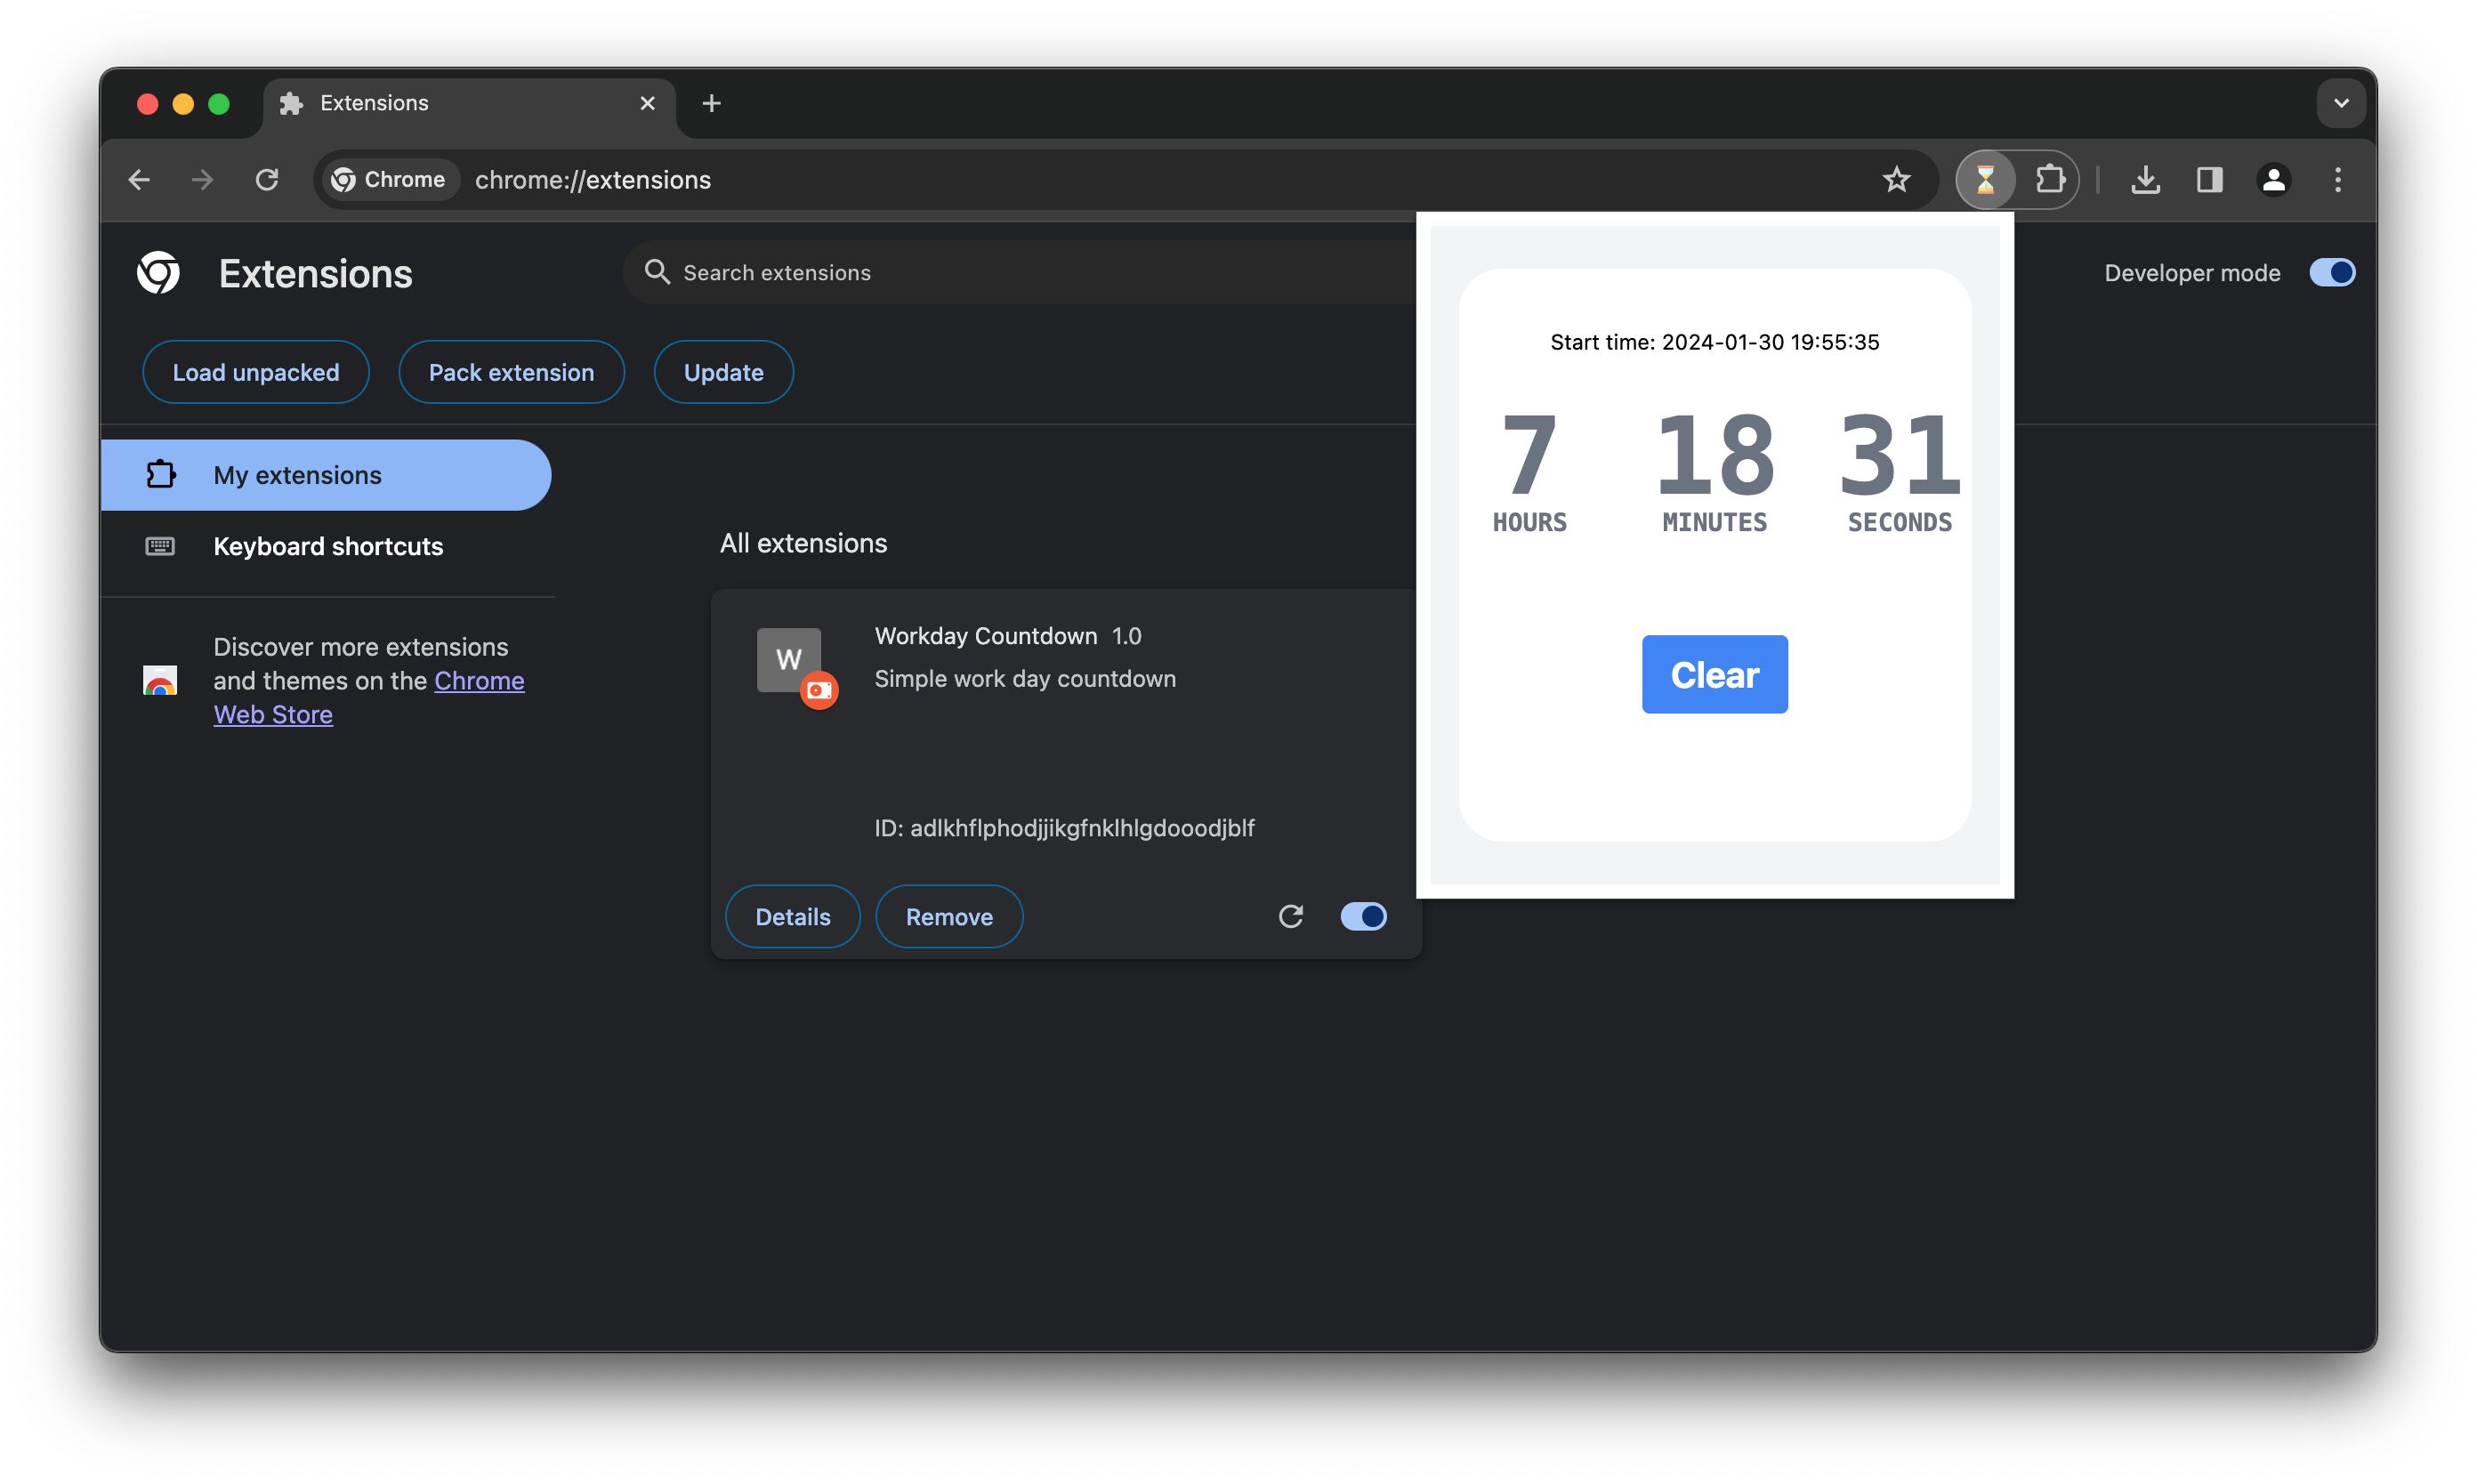 Extensions
Chrome
chrome://extensions
Extensions
Search extensions
Developer mode
Load unpacked
Pack extension
Update
My extensions
Keyboard shortcuts
Discover more extensions
and themes on the Chrome
Web Store
All extensions
W
Workday Countdown 1.0
Simple work day countdown
ID: adlkhflphodjjikgfnklhlgdooodjblf
Details
Remove
Start time: 2024-01-30 19:55:35
7 18 31
HOURS MINUTES SECONDS
Clear